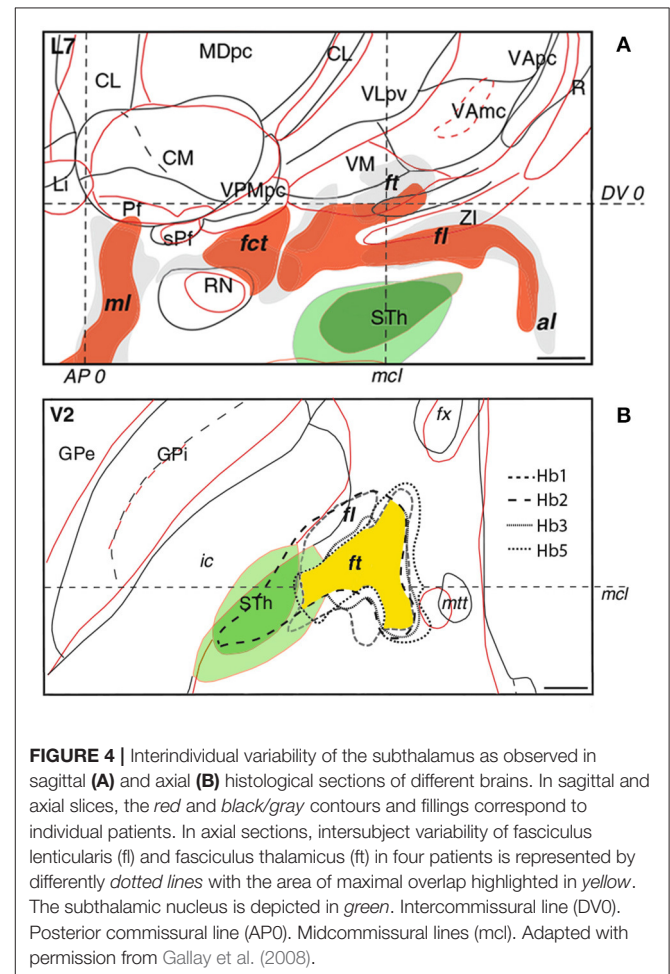 L7
A
MDpc
CL
VApc
CL
R
VLpv
VAmc
CM
VM
Li
VPMpc
ft
DV 0
Pf
ZI
sPf
fct
fl
RN
ml
STh
al
AP 0
mcl
V2
B
fx
GPe
GPi
Hb1
Hb2
fl
Hb3
ic
ft
Hb5
STh
mcl
mtt
FIGURE 4 | Interindividual variability of the subthalamus as observed in
sagittal (A) and axial (B) histological sections of different brains. In sagittal and
axial slices, the red and black/gray contours and fillings correspond to
individual patients. In axial sections, intersubject variability of fasciculus
lenticularis (fl) and fasciculus thalamicus (ft) in four patients is represented by
differently dotted lines with the area of maximal overlap highlighted in yellow.
The subthalamic nucleus is depicted in green. Intercommissural line (DV0).
Posterior commissural line (AP0). Midcommissural lines (mcl). Adapted with
permission from Gallay et al. (2008).